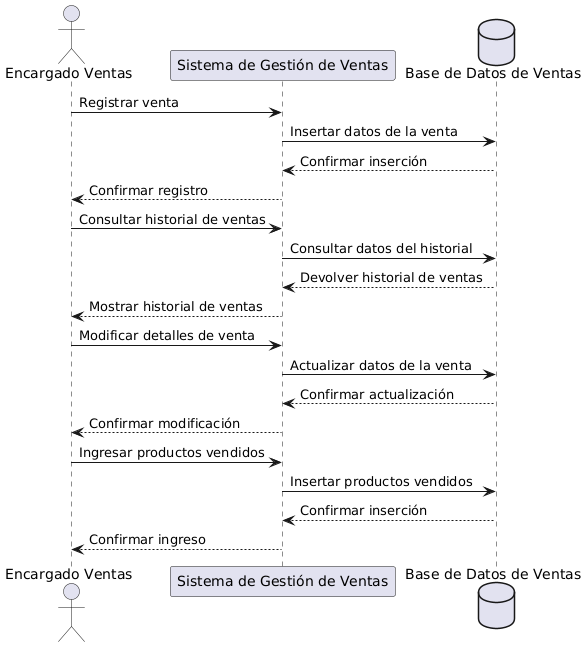 Encargado Ventas
Sistema de Gestión de Ventas
Base de Datos de Ventas
Registrar venta
Insertar datos de la venta
Confirmar inserción
Confirmar registro
Consultar historial de ventas
Consultar datos del historial
Devolver historial de ventas
Mostrar historial de ventas
Modificar detalles de venta
Actualizar datos de la venta
Confirmar actualización
Confirmar modificación
Ingresar productos vendidos
Insertar productos vendidos
Confirmar inserción
Confirmar ingreso
Encargado Ventas
Sistema de Gestión de Ventas
Base de Datos de Ventas